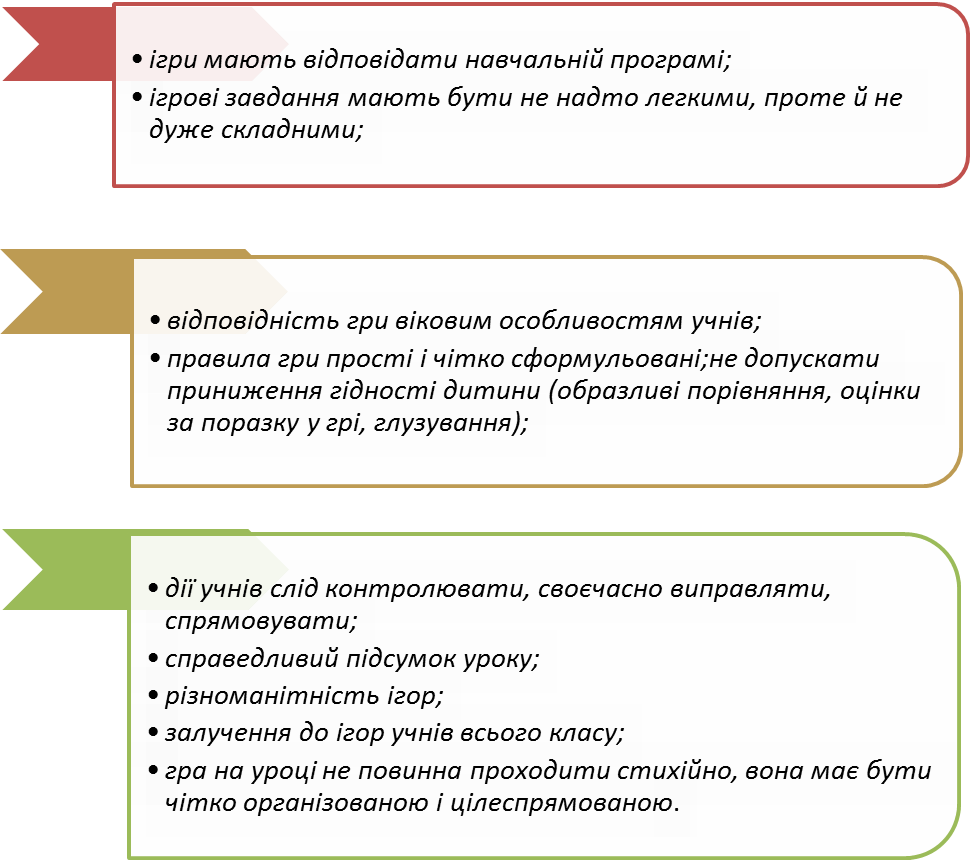 • ігри мають відповідати навчальній програмі;
• ігрові завдання мають бути не надто легкими, проте й не
дуже складними;
• відповідність гри віковим особливостям учнів;
• правила гри прості і чітко сформульовані;не допускати
приниження гідності дитини (образливі порівняння, оцінки
за поразку у грі, глузування);
• дії учнів слід контролювати, своєчасно виправляти,
спрямовувати;
• справедливий підсумок уроку;
• різноманітність ігор;
• залучення до ігор учнів всього класу;
• гра на уроці не повинна проходити стихійно, вона має бути
чітко організованою і цілеспрямованою.